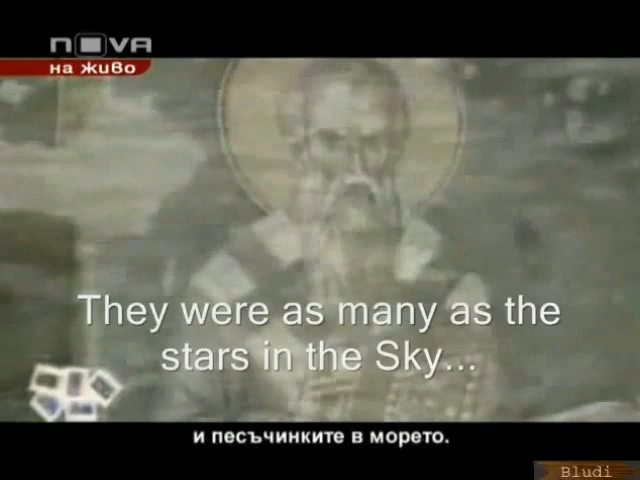 NOVA
на живо
They were as many as the
stars in the Sky...
и песъчинките в морето.
Bludi